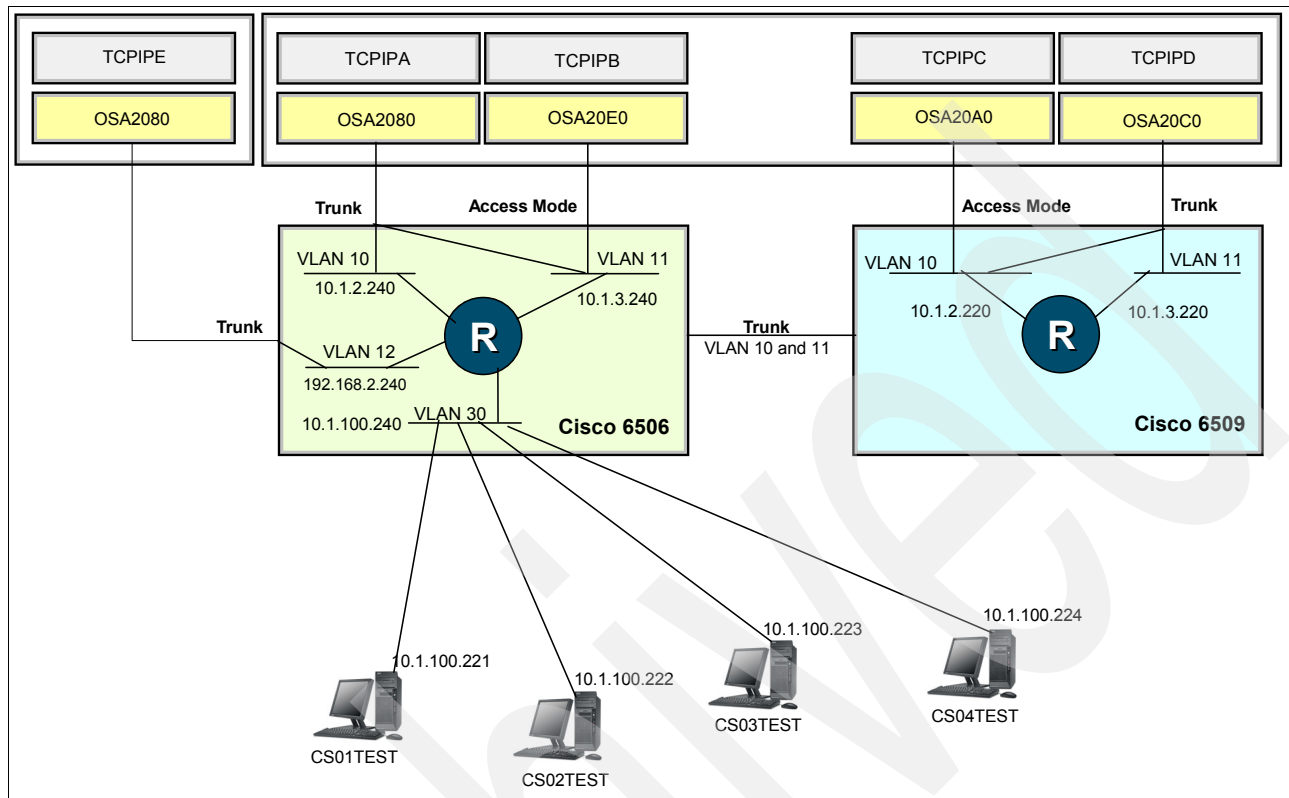 TCPIPE
TCPIPA
TCPIPB
TCPIPC
TCPIPD
OSA2080
OSA2080
OSA20E0
OSA20A0
OSA20C0
Trunk
Access Mode
Access Mode
Trunk
VLAN 10
VLAN 11
VLAN 10
VLAN 11
10.1.2.240
10.1.3.240
10.1.2.220
10.1.3.220
R
R
Trunk
Trunk
VLAN 10 and 11
VLAN 12
192.168.2.240
VLAN 30
10.1.100.240
Cisco 6506
Cisco 6509
10.1.100.221
10.1.100.222
10.1.100.223
10.1.100.224
CS01TEST
CS02TEST
CS03TEST
CS04TEST